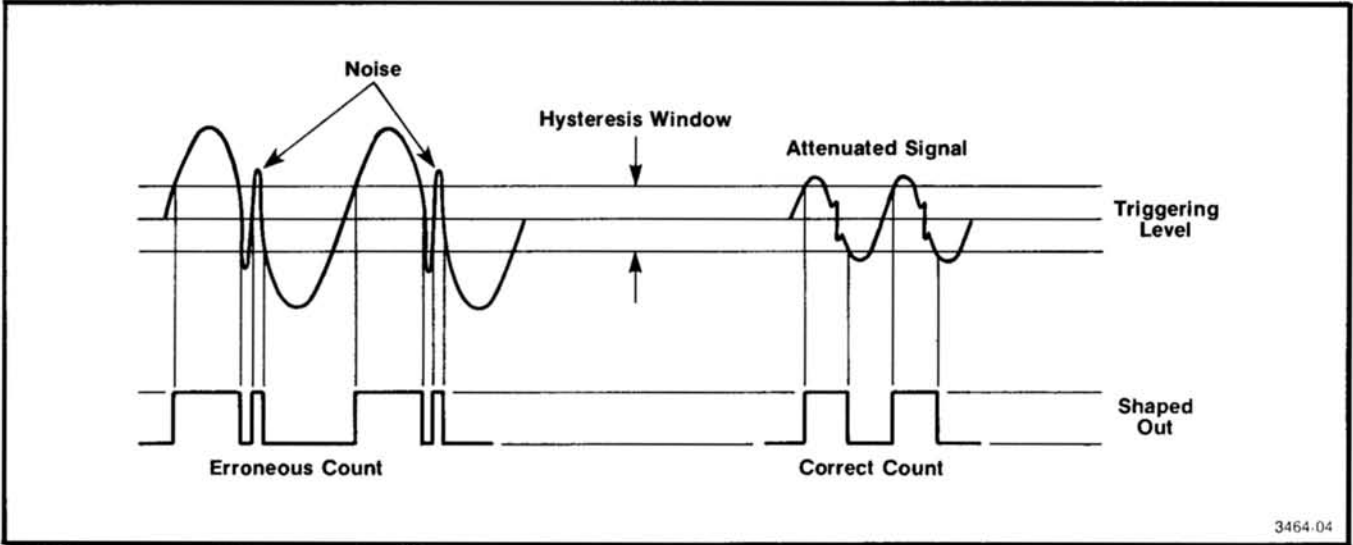 Noise
Hysteresis Window
Attenuated Signal
Triggering
Level
Shaped
Out
Erroneous Count
Correct Count
3464-04